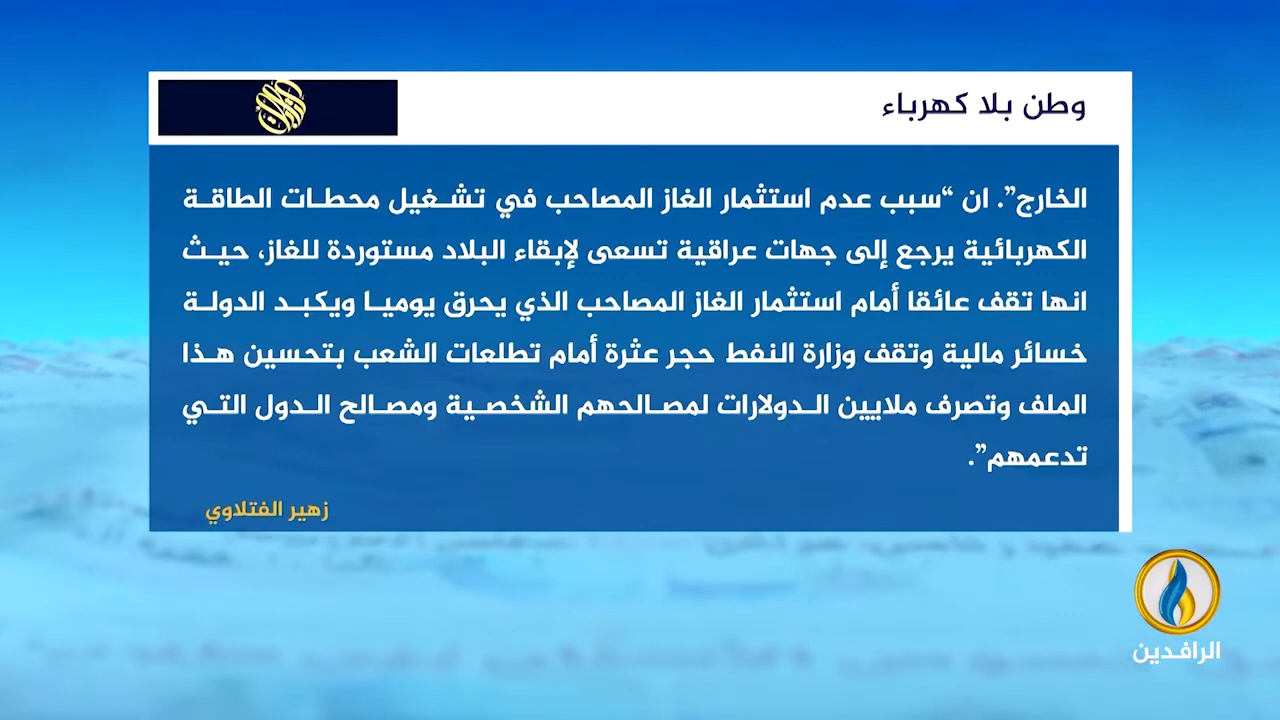 وطن بلا كهرباء
الخارج”. ان “سبب عدم استثمار الغاز المصاحب في تشغيل محطات الطاقة
الكهربائية يرجع إلى جهات عراقية تسعى لإبقاء البلاد مستوردة للغاز، حيث
انها تقف عائقا أمام استثمار الغاز المصاحب الذي يحرق يوميا ويكبد الدولة
خسائر مالية وتقف وزارة النفط حجر عثرة أمام تطلعات الشعب بتحسين هذا
الملف وتصرف ملايين الدولارات لمصالحهم الشخصية ومصالح الدول التي
تدعمهم”.
زهير الفتلاوي
الرافدين